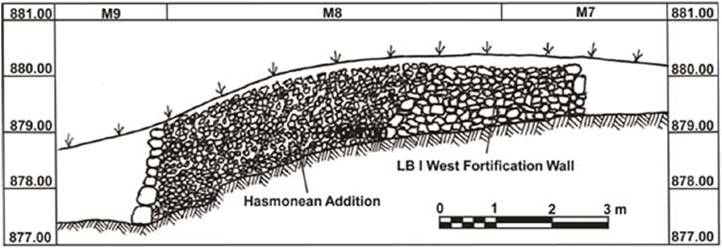 881.00 M9 M8 M7 881.00
880.00 880.00
879.00 879.00
LB I West Fortification Wall
878.00 Hasmonean Addition 878.00
0 1 2 3 m
877.00 877.00